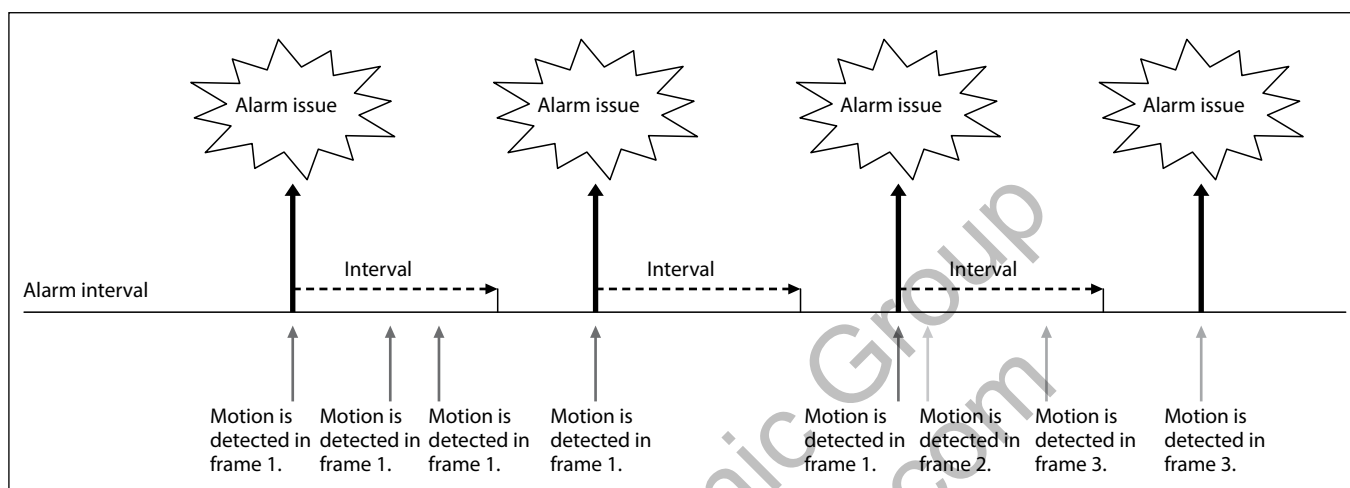 Alarm issue
Alarm issue
Alarm issue
Alarm issue
Interval
Interval
Interval
Alarm interval
Motion is
detected in
frame 1.
Motion is
detected in
frame 1.
Motion is
detected in
frame 1.
Motion is
detected in
frame 1.
Motion is
detected in
frame 1.
Motion is
detected in
frame 2.
Motion is
detected in
frame 3.
Motion is
detected in
frame 3.
Group
com